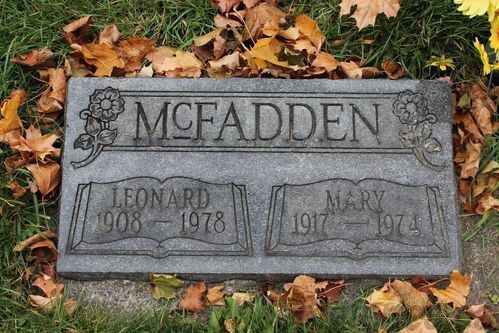 McFADDEN
LEONARD MARY
1908 — 1978 1917 — 1974